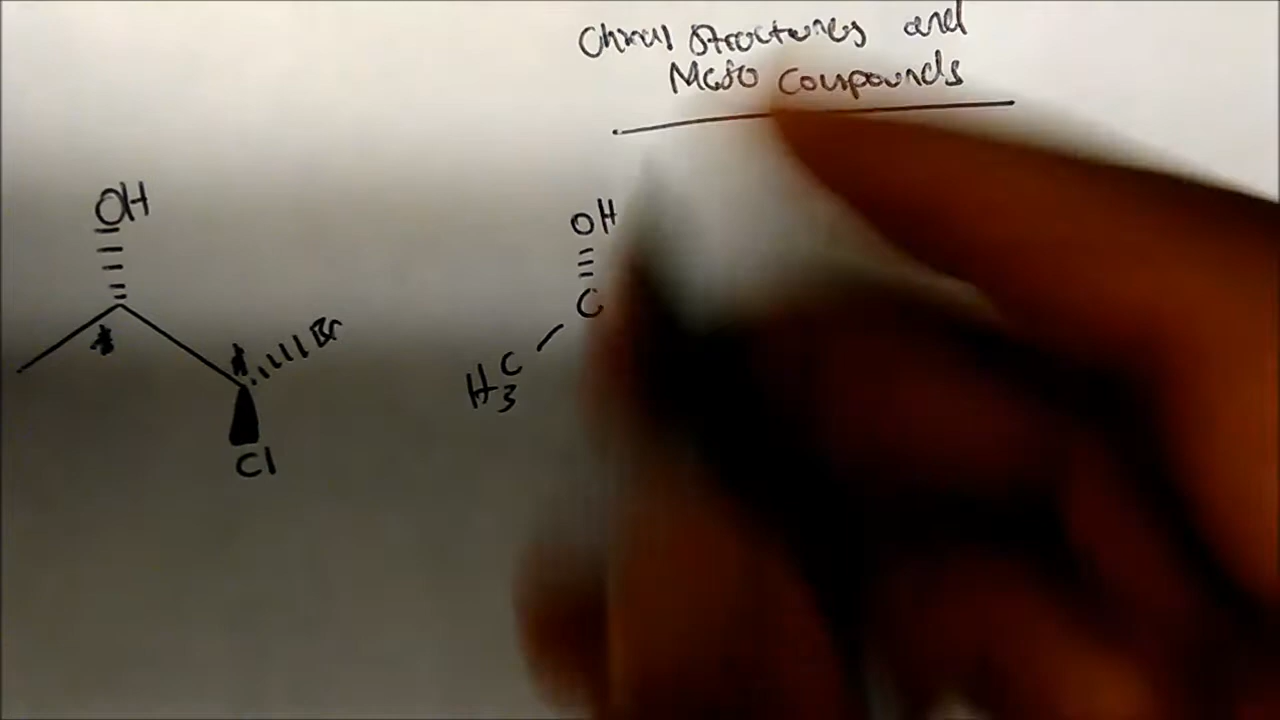 Chiral Structures and
Meso Compounds
OH
Br
Cl
OH
C
H3C